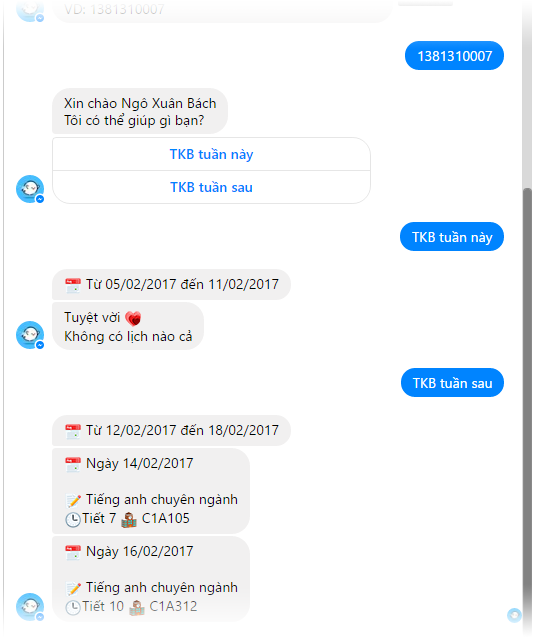 VD: 1381310007
1381310007
Xin chào Ngô Xuân Bách
Tôi có thể giúp gì bạn?
TKB tuần này
TKB tuần sau
TKB tuần này
Từ 05/02/2017 đến 11/02/2017
Tuyệt vời
Không có lịch nào cả
TKB tuần sau
Từ 12/02/2017 đến 18/02/2017
Ngày 14/02/2017
Tiếng anh chuyên ngành
Tiết 7 C1A105
Ngày 16/02/2017
Tiếng anh chuyên ngành
Tiết 10 C1A312